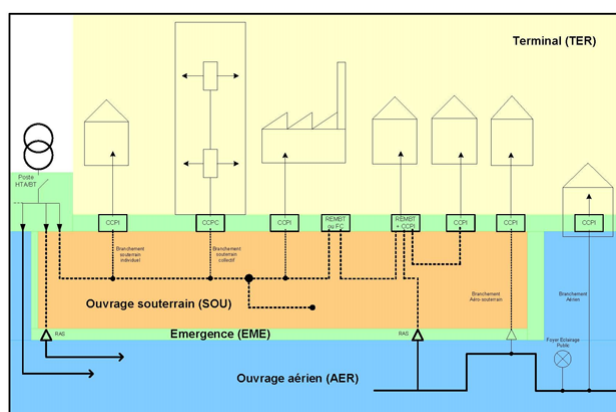 Terminal (TER)
Poste
HTA/BT
CCPI
CCPC
CCPI
REMBT
ou FC
REMBT
+ CCPI
CCPI
CCPI
CCPI
Branchement
souterrain
individuel
Branchement
souterrain
collectif
Branchement
Aéro souterrain
Branchement
Aérien
Ouvrage souterrain (SOU)
RAS
Emergence (EME)
RAS
Foyer Eclairage
Public
Ouvrage aérien (AER)